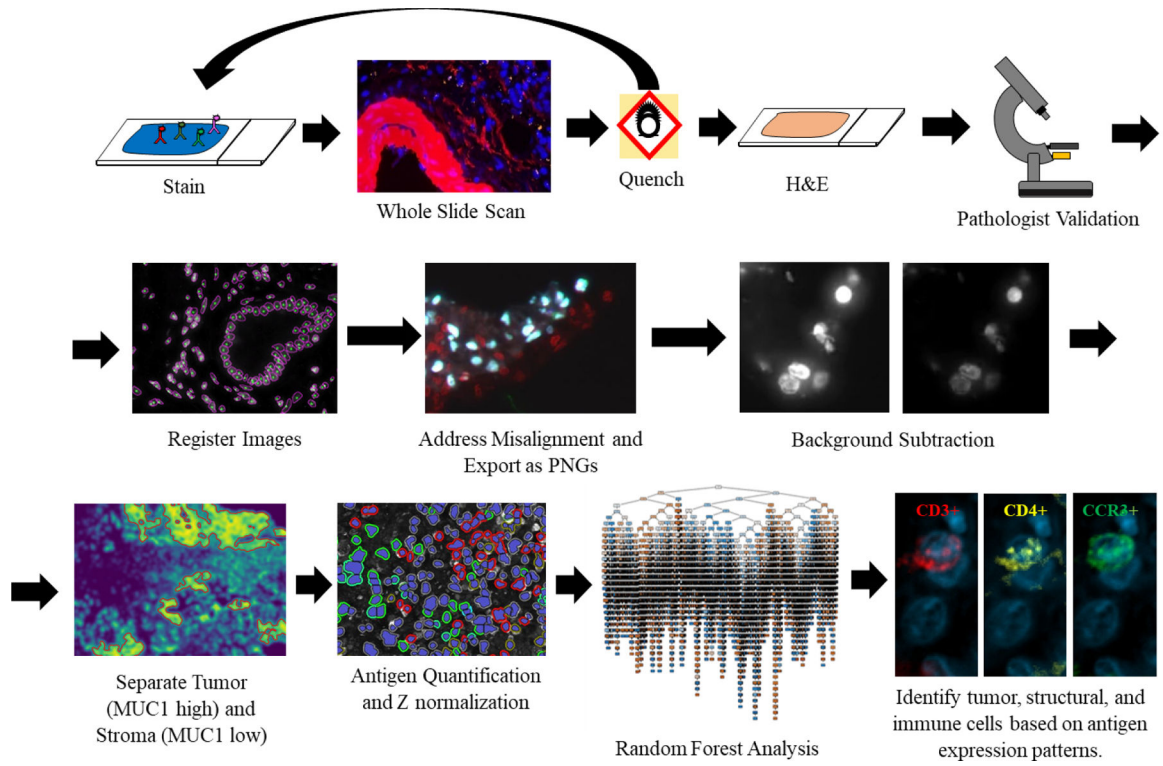 Stain
Whole Slide Scan
Quench
H&E
Pathologist Validation
Register Images
Address Misalignment and
Export as PNGs
Background Subtraction
Separate Tumor
(MUC1 high) and
Stroma (MUC1 low)
Antigen Quantification
and Z normalization
Random Forest Analysis
CD3+
CD4+
CCR3+
Identify tumor, structural, and
immune cells based on antigen
expression patterns.